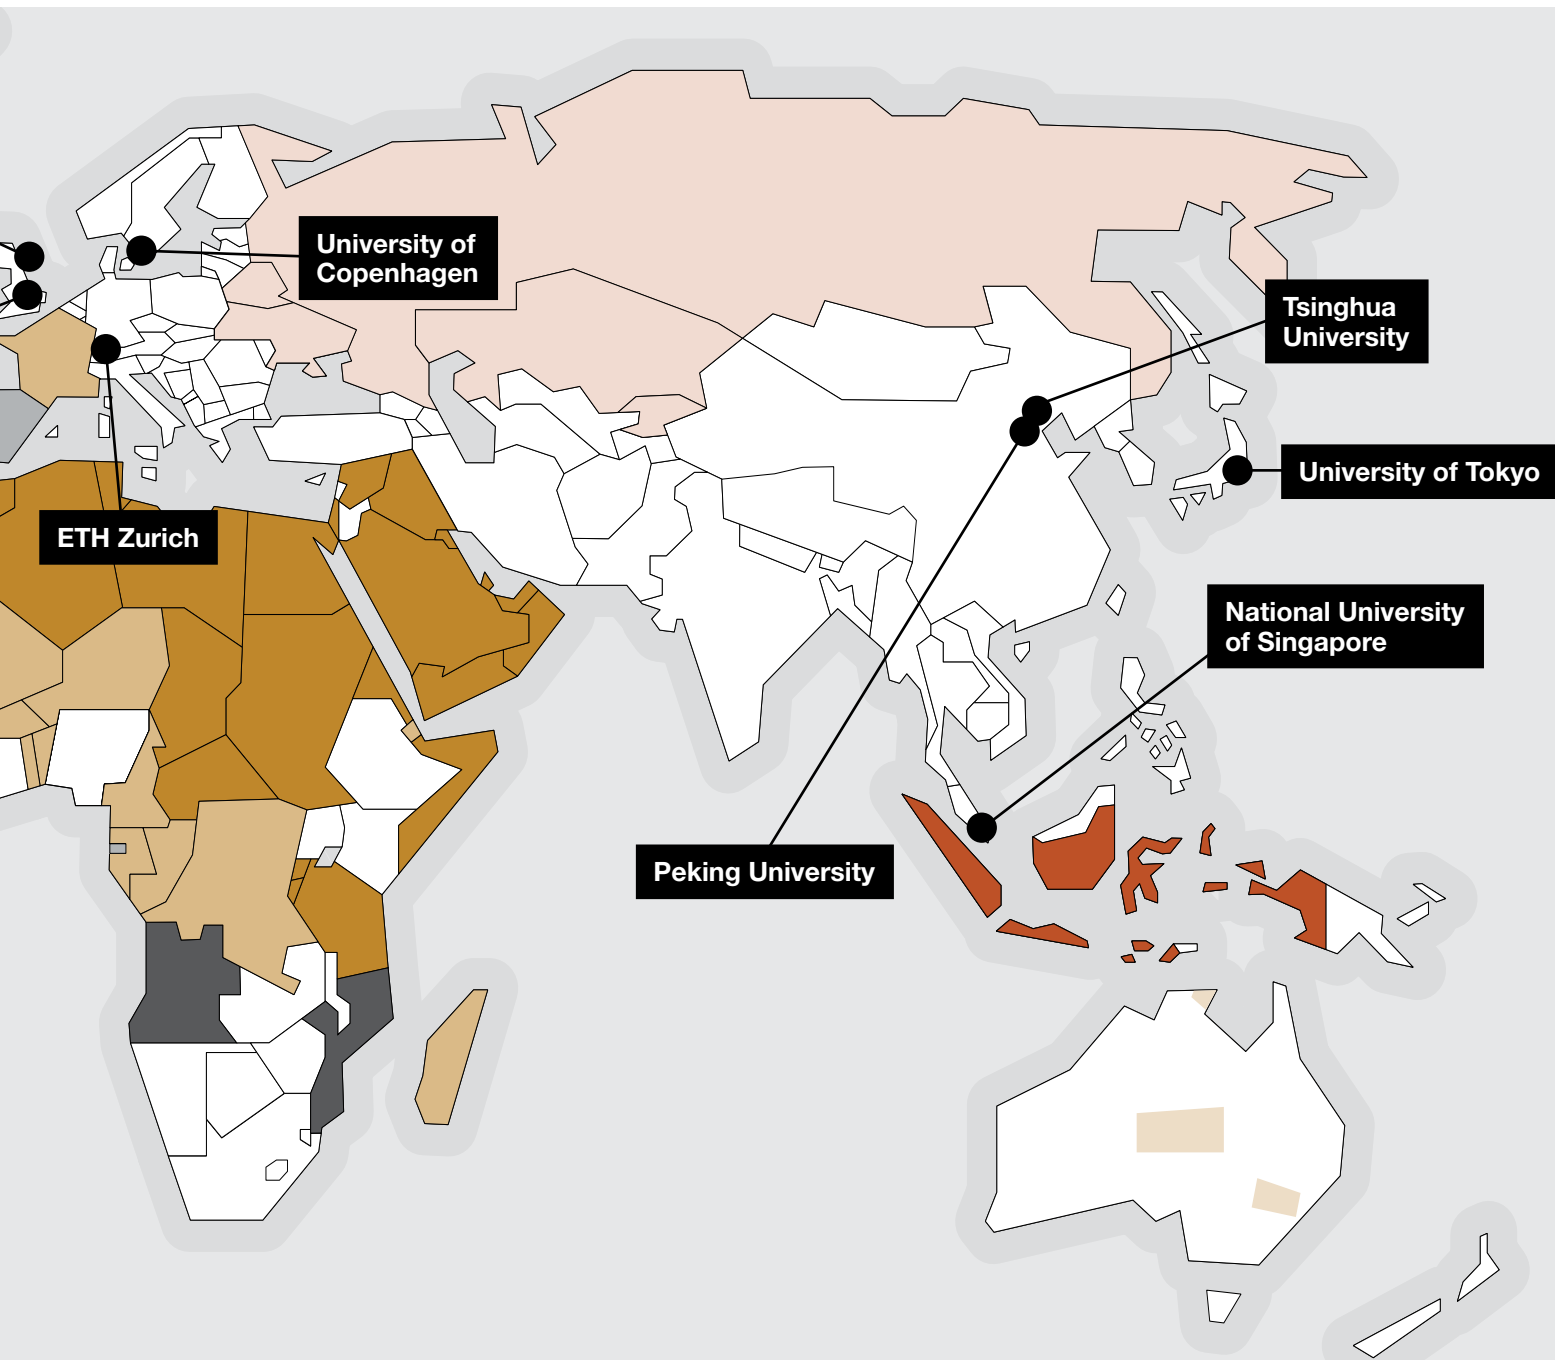 University of
Copenhagen
Tsinghua
University
University of Tokyo
ETH Zurich
National University
of Singapore
Peking University